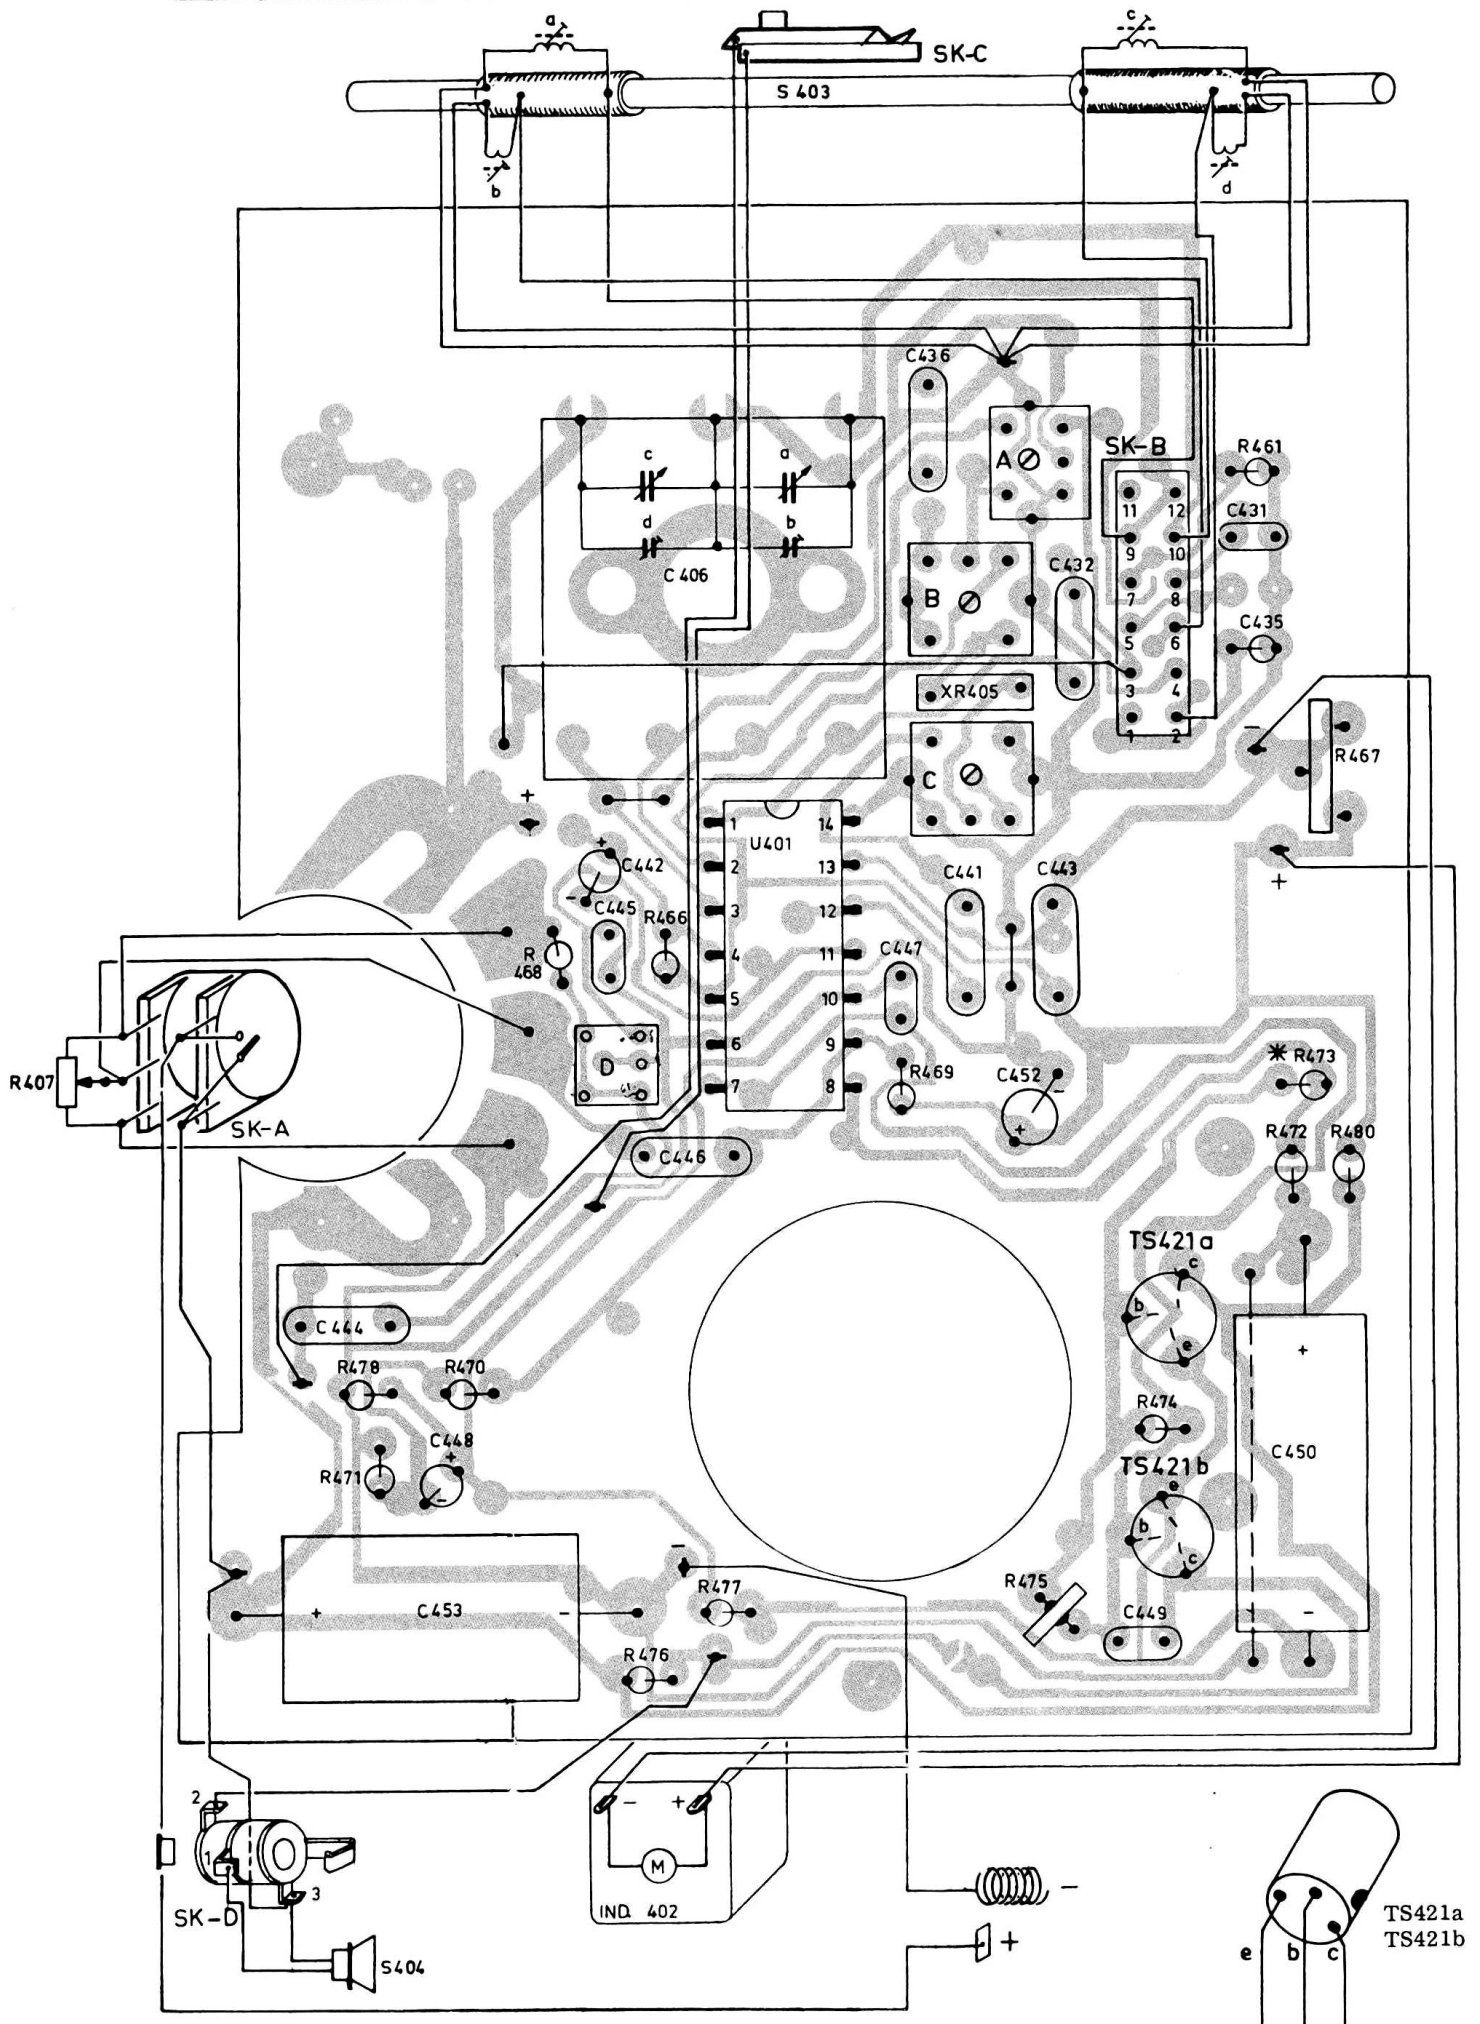 a
c
SK-C
S 403
b
d
C436
A
SK-B
R461
c
a
11 12
C431
d
b
9 10
C 406
C432
7 8
B
5 6
C435
XR405
3 4
1 2
-
R467
C
+
+
1 14
U401
+
C442
2 13
C441
C443
+
-
C445
R466
3 12
R 468
4 11
C447
5 10
6 9
D
*
R473
R407
7 8
R469
C452
-
SK-A
+
R472
R480
C446
TS421a
c
b
C 444
e
+
R478
R470
R474
C448
C450
R471
+
-
TS421b
e
b
-
c
R477
R475
+ C453 -
C449
-
R476
2
- +
1
M
3
-
SK-D
IND. 402
TS421a
TS421b
+
S404
e b c